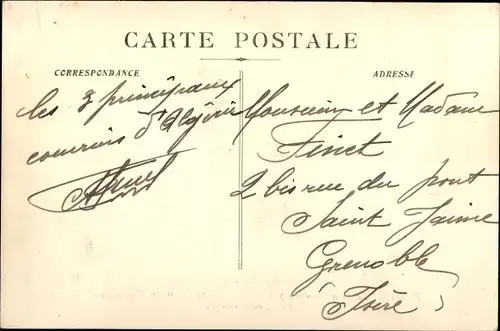 CARTE POSTALE
CORRESPONDANCE
ADRESSE
les 3 principaux
courriers d'Algérie
Monsieur et Madame
Finet
2 bis rue du pont
Saint Jaime
Grenoble
(Isère)